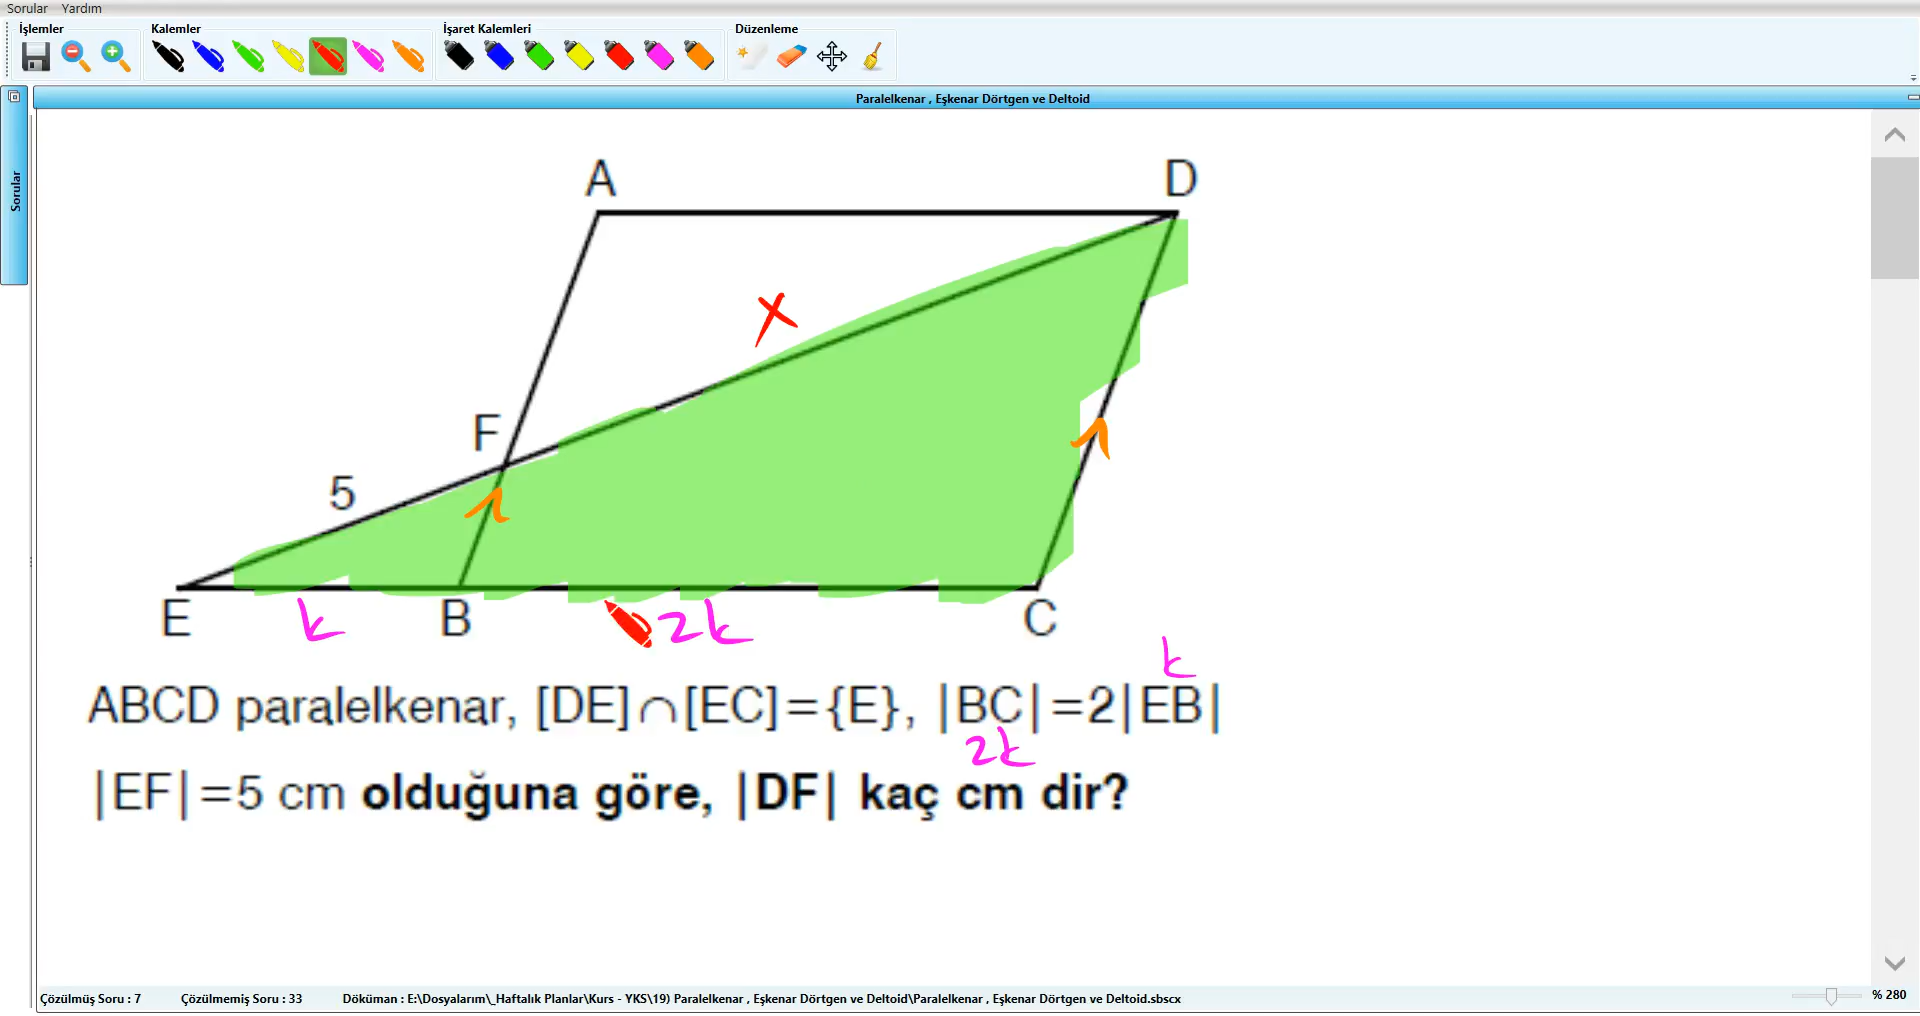 Sorular Yardım
İşlemler Kalemler İşaret Kalemleri Düzenleme
Paralelkenar , Eşkenar Dörtgen ve Deltoid
Sorular
A D
x
F
5
E k B 2k C
k
ABCD paralelkenar, [DE]∩[EC]={E}, |BC|=2|EB|
2k
|EF|=5 cm olduğuna göre, |DF| kaç cm dir?
Çözülmüş Soru : 7 Çözülmemiş Soru : 33 Döküman : E:\Dosyalarım\_Haftalık Planlar\Kurs - YKS\19) Paralelkenar , Eşkenar Dörtgen ve Deltoid\Paralelkenar , Eşkenar Dörtgen ve Deltoid.sbscx % 280